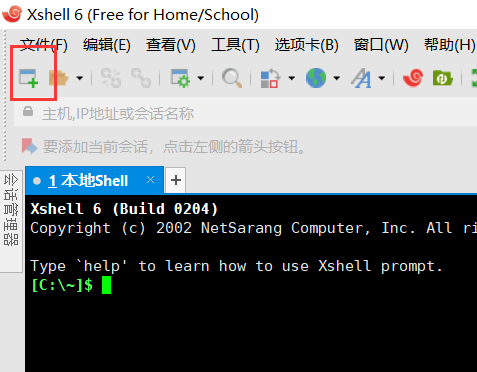 Xshell 6 (Free for Home/School)
文件(F) 编辑(E) 查看(V) 工具(T) 选项卡(B) 窗口(W) 帮助(H)
主机,IP地址或会话名称
要添加当前会话，点击左侧的箭头按钮。
会话管理器
1 本地Shell × +
Xshell 6 (Build 0204)
Copyright (c) 2002 NetSarang Computer, Inc. All ri
Type `help' to learn how to use Xshell prompt.
[C:\~]$